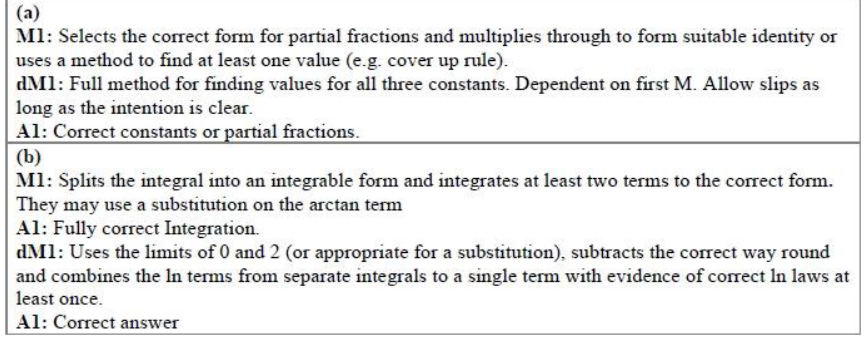 (a)
M1: Selects the correct form for partial fractions and multiplies through to form suitable identity or
uses a method to find at least one value (e.g. cover up rule).
dM1: Full method for finding values for all three constants. Dependent on first M. Allow slips as
long as the intention is clear.
A1: Correct constants or partial fractions.
(b)
M1: Splits the integral into an integrable form and integrates at least two terms to the correct form.
They may use a substitution on the arctan term
A1: Fully correct Integration.
dM1: Uses the limits of 0 and 2 (or appropriate for a substitution), subtracts the correct way round
and combines the ln terms from separate integrals to a single term with evidence of correct ln laws at
least once.
A1: Correct answer